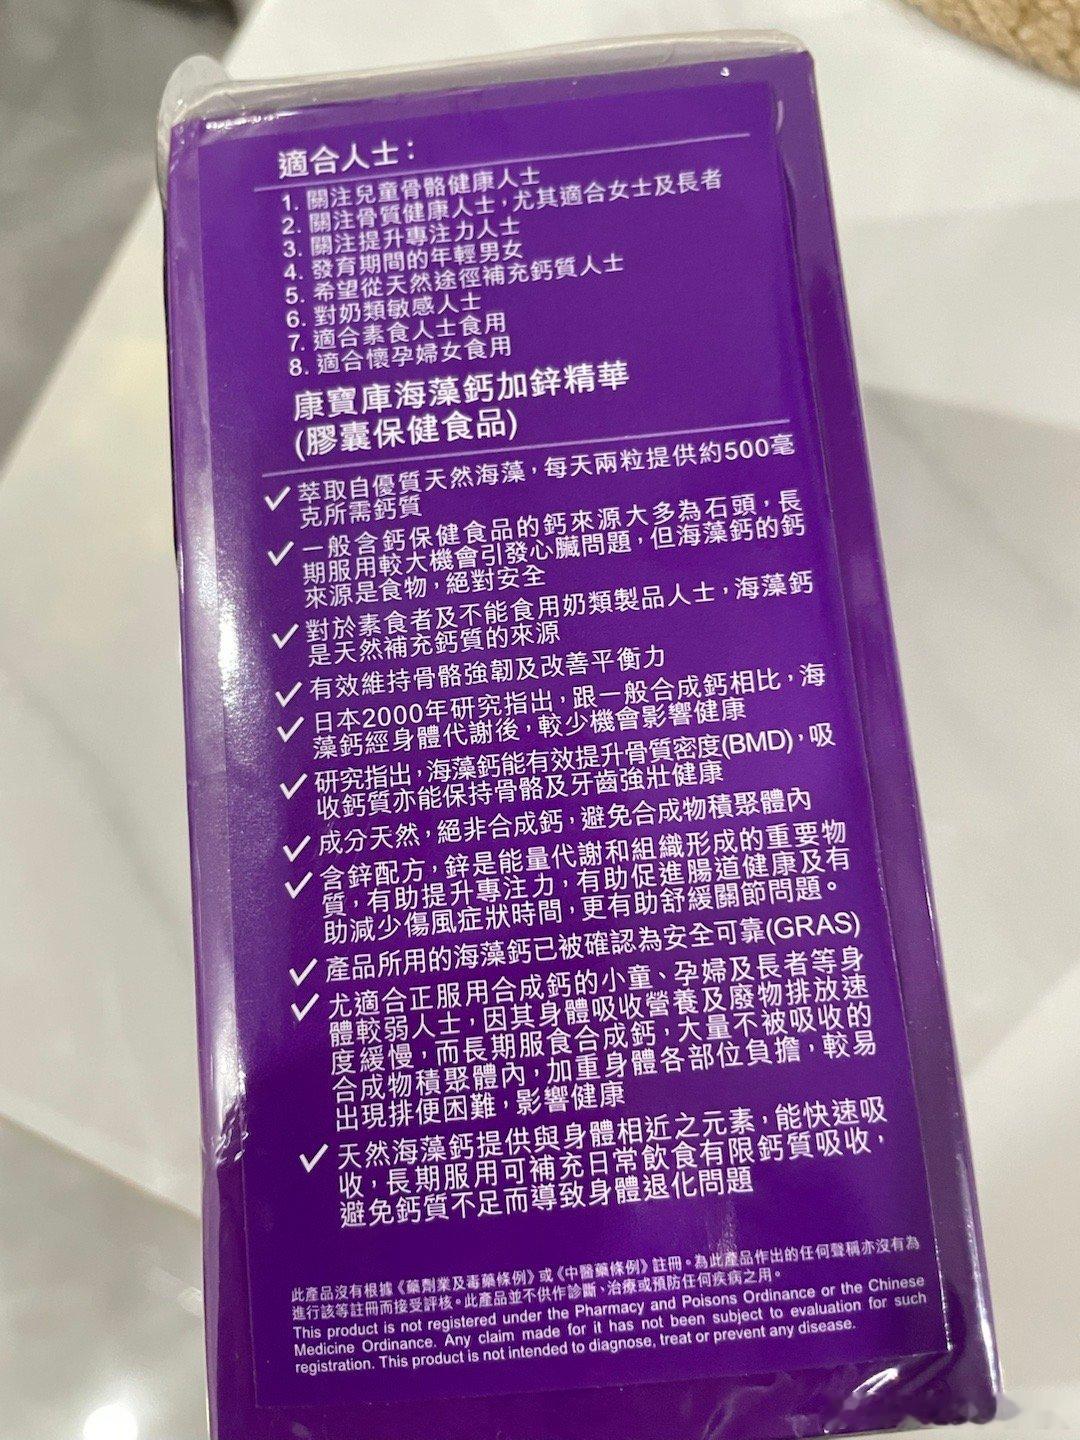 適合人士：
1. 關注兒童骨骼健康人士
2. 關注骨質健康人士，尤其適合女士及長者
3. 關注提升專注力人士
4. 發育期間的年輕男女
5. 希望從天然途徑補充鈣質人士
6. 對奶類敏感人士
7. 適合素食人士食用
8. 適合懷孕婦女食用
康寶庫海藻鈣加鋅精華
(膠囊保健食品)
✓ 萃取自優質天然海藻，每天兩粒提供約500毫
克所需鈣質
✓ 一般含鈣保健食品的鈣來源大多為石頭，長
期服用較大機會引發心臟問題，但海藻鈣的鈣
來源是食物，絕對安全
✓ 對於素食者及不能食用奶類製品人士，海藻鈣
是天然補充鈣質的來源
✓ 有效維持骨骼強韌及改善平衡力
✓ 日本2000年研究指出，跟一般合成鈣相比，海
藻鈣經身體代謝後，較少機會影響健康
✓ 研究指出，海藻鈣能有效提升骨質密度(BMD)，吸
收鈣質亦能保持骨骼及牙齒強壯健康
✓ 成分天然，絕非合成鈣，避免合成物積聚體內
✓ 含鋅配方，鋅是能量代謝和組織形成的重要物
質，有助提升專注力，有助促進腸道健康及有
助減少傷風症狀時間，更有助舒緩關節問題。
✓ 產品所用的海藻鈣已被確認為安全可靠(GRAS)
✓ 尤適合正服用合成鈣的小童、孕婦及長者等身
體較弱人士，因其身體吸收營養及廢物排放速
度緩慢，而長期服食合成鈣，大量不被吸收的
合成物積聚體內，加重身體各部位負擔，較易
出現排便困難，影響健康
✓ 天然海藻鈣提供與身體相近之元素，能快速吸
收，長期服用可補充日常飲食有限鈣質吸收，
避免鈣質不足而導致身體退化問題
此產品沒有根據《藥劑業及毒藥條例》或《中醫藥條例》註冊。為此產品作出的任何聲稱亦沒有為
進行該等註冊而接受評核。此產品並不供作診斷、治療或預防任何疾病之用。
This product is not registered under the Pharmacy and Poisons Ordinance or the Chinese
Medicine Ordinance. Any claim made for it has not been subject to evaluation for such
registration. This product is not intended to diagnose, treat or prevent any disease.